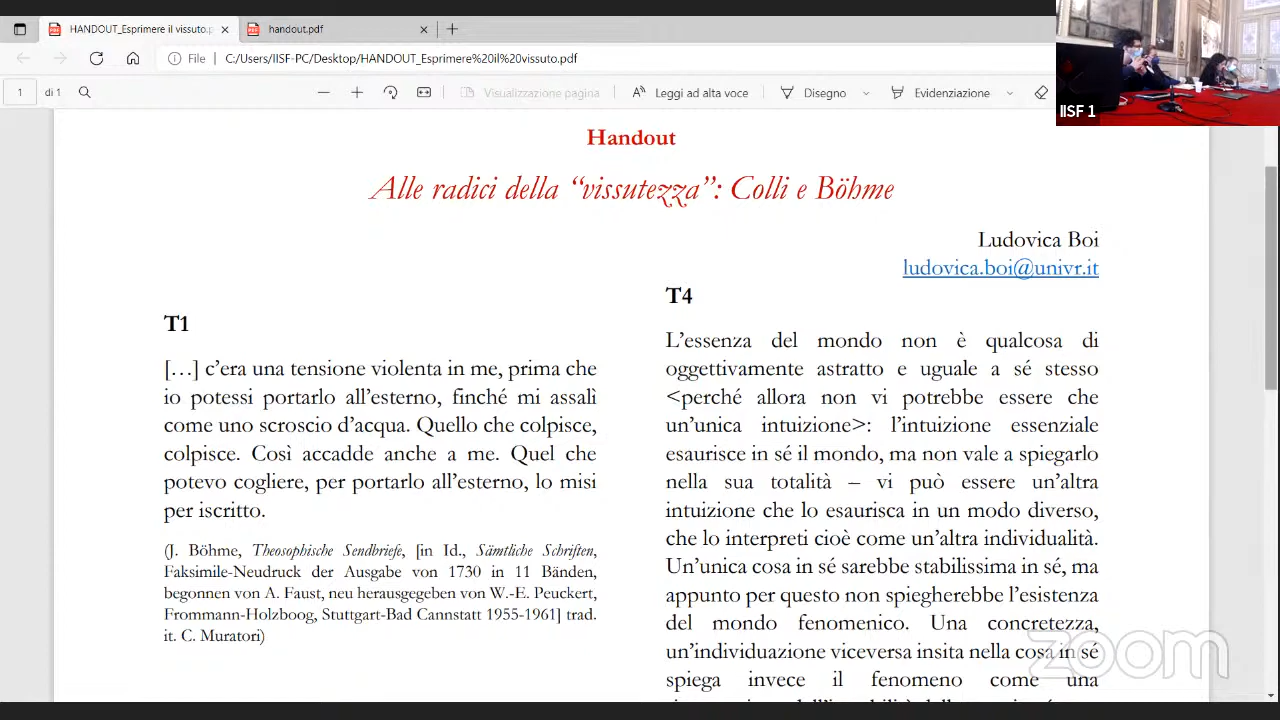 HANDOUT_Esprimere il vissuto.p
handout.pdf
File
C:/Users/IISF-PC/Desktop/HANDOUT_Esprimere%20il%20vissuto.pdf
1
di 1
Visualizzazione pagina
Leggi ad alta voce
Disegno
Evidenziazione
IISF 1
Handout
Alle radici della “vissutezza”: Colli e Böhme
Ludovica Boi
ludovica.boi@univr.it
T1
[…] c’era una tensione violenta in me, prima che
io potessi portarlo all’esterno, finché mi assalì
come uno scroscio d’acqua. Quello che colpisce,
colpisce. Così accadde anche a me. Quel che
potevo cogliere, per portarlo all’esterno, lo misi
per iscritto.
(J. Böhme, Theosophische Sendbriefe, [in Id., Sämtliche Schriften,
Faksimile-Neudruck der Ausgabe von 1730 in 11 Bänden,
begonnen von A. Faust, neu herausgegeben von W.-E. Peuckert,
Frommann-Holzboog, Stuttgart-Bad Cannstatt 1955-1961] trad.
it. C. Muratori)
T4
L’essenza del mondo non è qualcosa di
oggettivamente astratto e uguale a sé stesso
<perché allora non vi potrebbe essere che
un’unica intuizione>: l’intuizione essenziale
esaurisce in sé il mondo, ma non vale a spiegarlo
nella sua totalità – vi può essere un’altra
intuizione che lo esaurisca in un modo diverso,
che lo interpreti cioè come un’altra individualità.
Un’unica cosa in sé sarebbe stabilissima in sé, ma
appunto per questo non spiegherebbe l’esistenza
del mondo fenomenico. Una concretezza,
un’individuazione viceversa insita nella cosa in sé
spiega invece il fenomeno come una
zoom